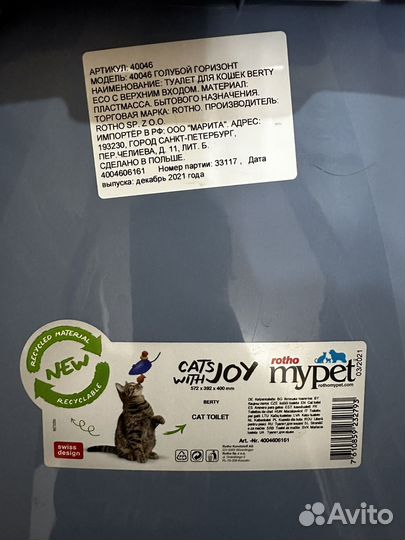 АРТИКУЛ: 40046
МОДЕЛЬ: 40046 ГОЛУБОЙ ГОРИЗОНТ
НАИМЕНОВАНИЕ: ТУАЛЕТ ДЛЯ КОШЕК BERTY
ECO С ВЕРХНИМ ВХОДОМ. МАТЕРИАЛ:
ПЛАСТМАССА. БЫТОВОГО НАЗНАЧЕНИЯ.
ТОРГОВАЯ МАРКА: ROTHO. ПРОИЗВОДИТЕЛЬ:
ROTHO SP. Z O.O.
ИМПОРТЁР В РФ: ООО "МАРИТА". АДРЕС:
193230, ГОРОД САНКТ-ПЕТЕРБУРГ,
ПЕР.ЧЕЛИЕВА, Д. 11, ЛИТ. Б.
СДЕЛАНО В ПОЛЬШЕ.
4004606161 Номер партии: 33117 , Дата
выпуска: декабрь 2021 года
RECYCLED MATERIAL
NEW
RECYCLABLE
swiss
design
CATS
WITH JOY
572 x 392 x 400 mm
BERTY
CAT TOILET
rotho
mypet
rothomypet.com
03/2021
Art.-Nr. 4004606161
7610859232793
Avito